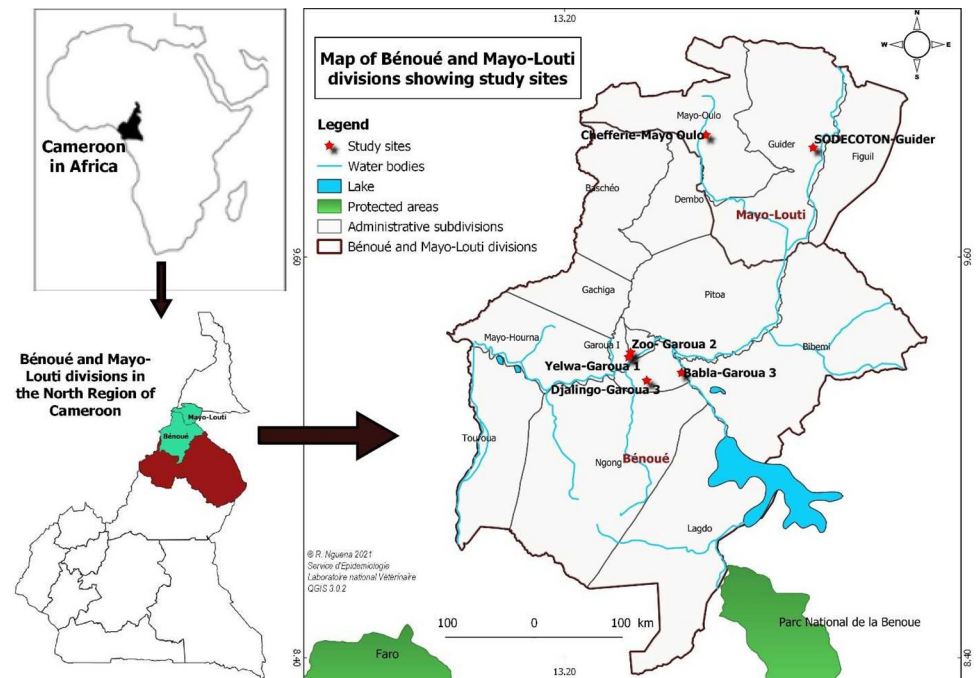 Cameroon
in Africa
Bénoué and Mayo-
Louti divisions in
the North Region of
Cameroon
Mayo-Louti
Bénoué
13.20
Map of Bénoué and Mayo-Louti
divisions showing study sites
N
W
E
S
Legend
Study sites
Water bodies
Lake
Protected areas
Administrative subdivisions
Bénoué and Mayo-Louti divisions
Mayo-Oulo
Chefferie-Mayo Oulo
Guider
SODECOTON-Guider
Figuil
Baschéo
Dembo
Mayo-Louti
9.60
9.60
Gachiga
Pitoa
Mayo-Hourna
Garoua I
Zoo- Garoua 2
Bibemi
Yelwa-Garoua 1
Babla-Garoua 3
Djalingo-Garoua 3
Touroua
Ngong
Bénoué
Lagdo
® R. Nguena 2021
Service d'Epidemiologie
Laboratoire national Vétérinaire
QGIS 3.0.2
100 0 100 km
Parc National de la Benoue
Faro
8.40
8.40
13.20